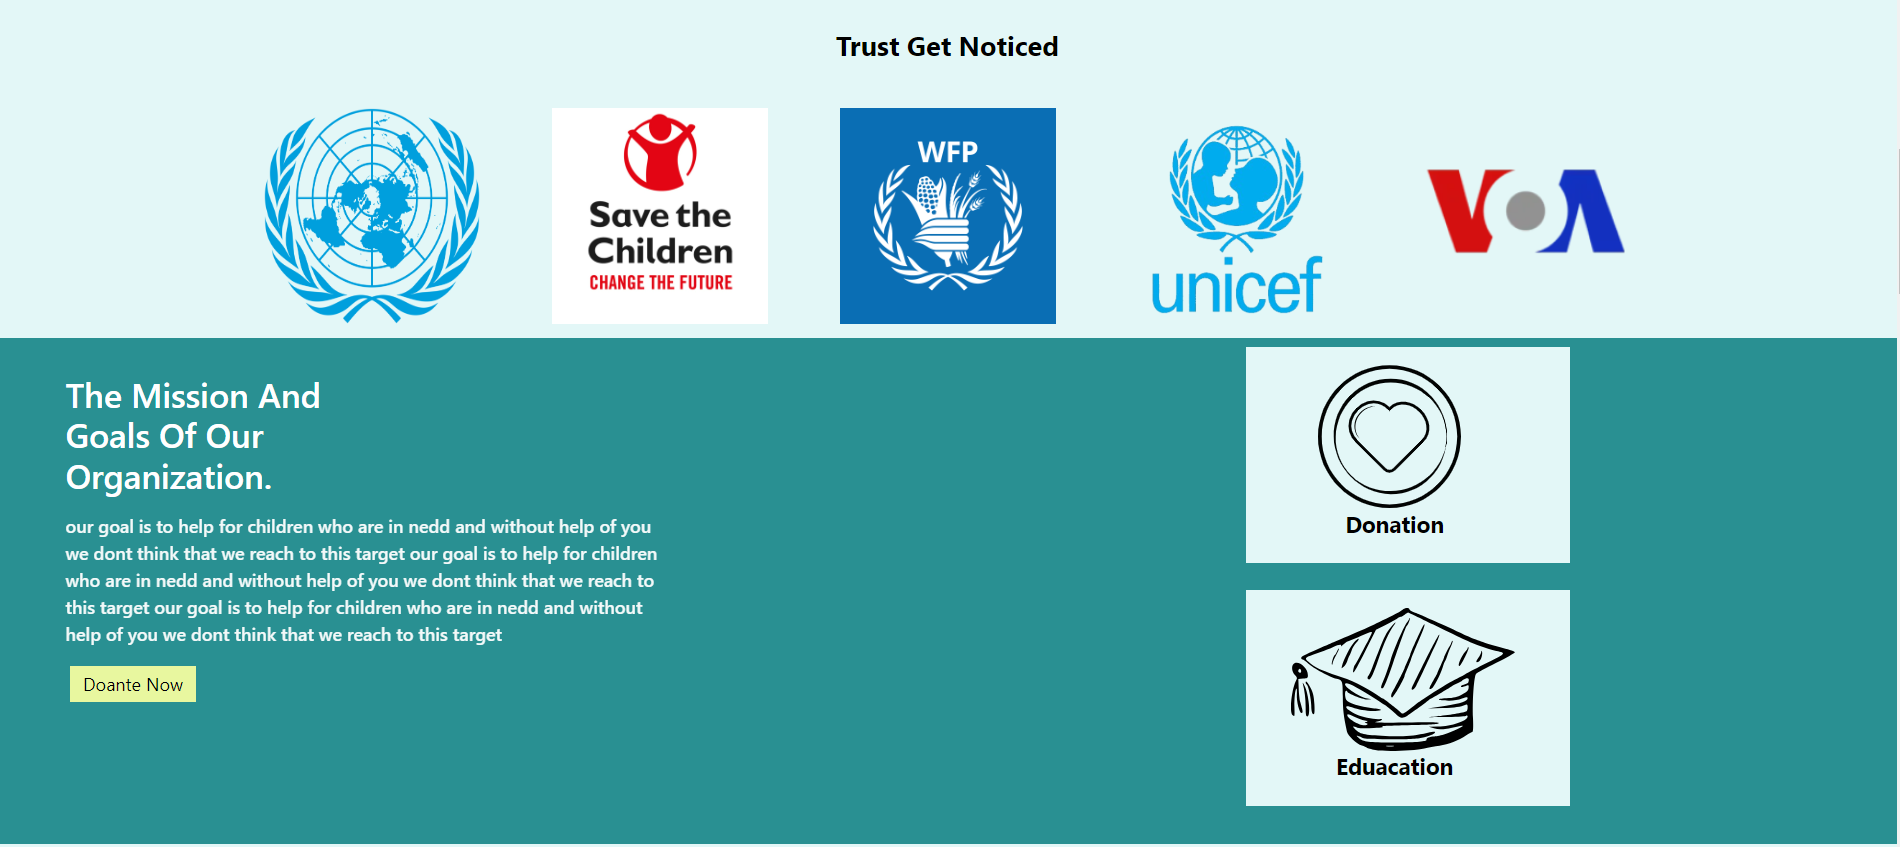 Trust Get Noticed
Save the
Children
CHANGE THE FUTURE
WFP
unicef
VOA
The Mission And
Goals Of Our
Organization.
our goal is to help for children who are in nedd and without help of you
we dont think that we reach to this target our goal is to help for children
who are in nedd and without help of you we dont think that we reach to
this target our goal is to help for children who are in nedd and without
help of you we dont think that we reach to this target
Doante Now
Donation
Eduacation